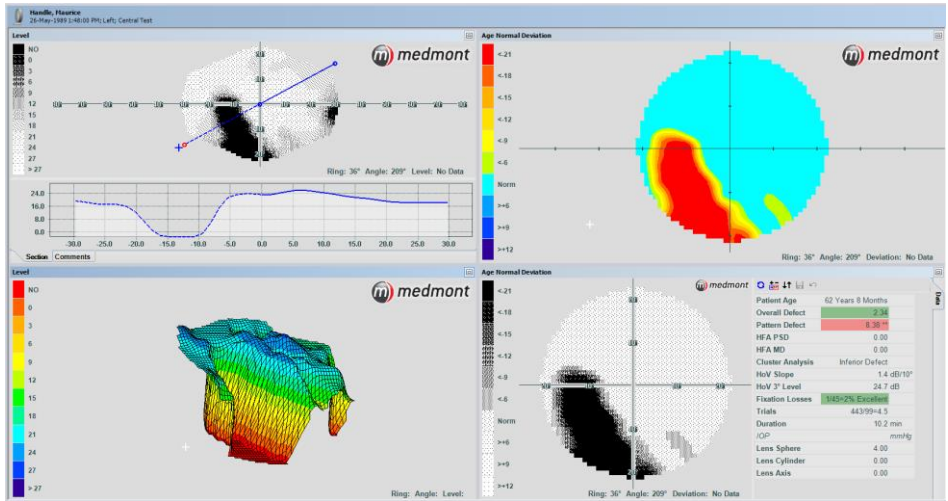 Handle, Maurice
26-May-1989 1:48:00 PM; Left; Central Test
Level
NO
0
3
6
9
12
15
18
21
24
27
> 27
medmont
Ring: 36° Angle: 209° Level: No Data
24.0
16.0
8.0
0.0
-30.0 -25.0 -20.0 -15.0 -10.0 -5.0 0.0 5.0 10.0 15.0 20.0 25.0 30.0
Section Comments
Age Normal Deviation
<-21
<-18
<-15
<-12
<-9
<-6
Norm
>=6
>=9
>=12
medmont
Ring: 36° Angle: 209° Deviation: No Data
Level
NO
0
3
6
9
12
15
18
21
24
27
> 27
medmont
Ring: Angle: Level:
Age Normal Deviation
<-21
<-18
<-15
<-12
<-9
<-6
Norm
>=6
>=9
>=12
medmont
Ring: 36° Angle: 209° Deviation: No Data
Data
Patient Age 62 Years 8 Months
Overall Defect 2.34
Pattern Defect 8.38 **
HFA PSD 0.00
HFA MD 0.00
Cluster Analysis Inferior Defect
HoV Slope 1.4 dB/10°
HoV 3° Level 24.7 dB
Fixation Losses 1/45=2% Excellent
Trials 443/99=4.5
Duration 10.2 min
IOP mmHg
Lens Sphere 4.00
Lens Cylinder 0.00
Lens Axis 0.00